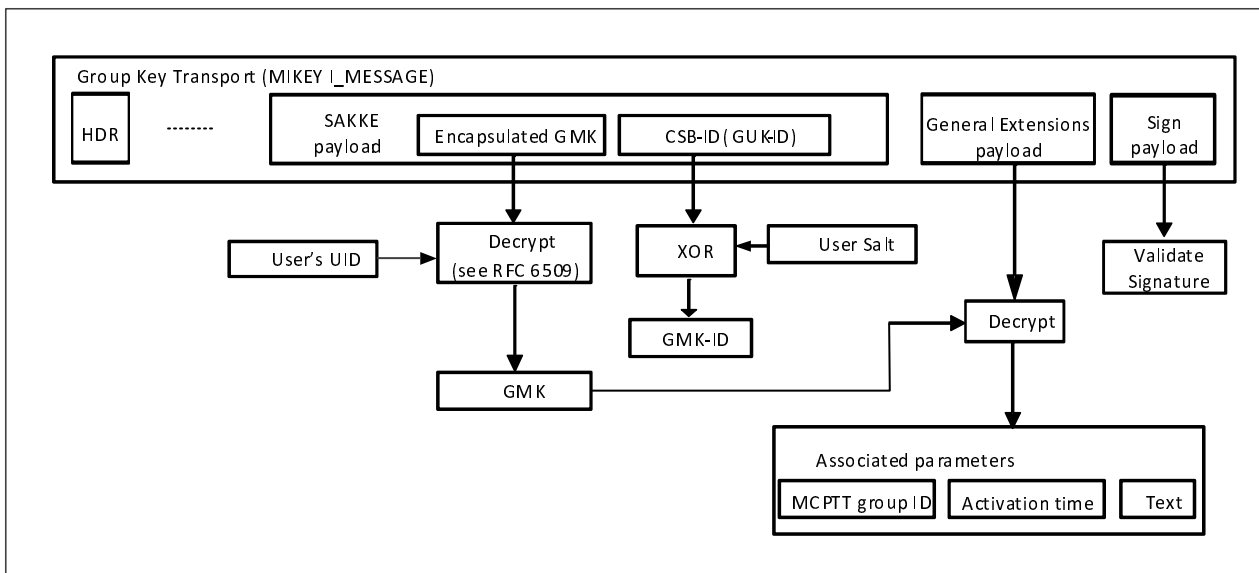 Group Key Transport (MIKEY I_MESSAGE)
HDR
--------
SAKKE
payload
Encapsulated GMK
CSB-ID (GUK-ID)
General Extensions
payload
Sign
payload
User's UID
Decrypt
(see RFC 6509)
XOR
User Salt
Validate
Signature
GMK-ID
Decrypt
GMK
Associated parameters
MCPTT group ID
Activation time
Text